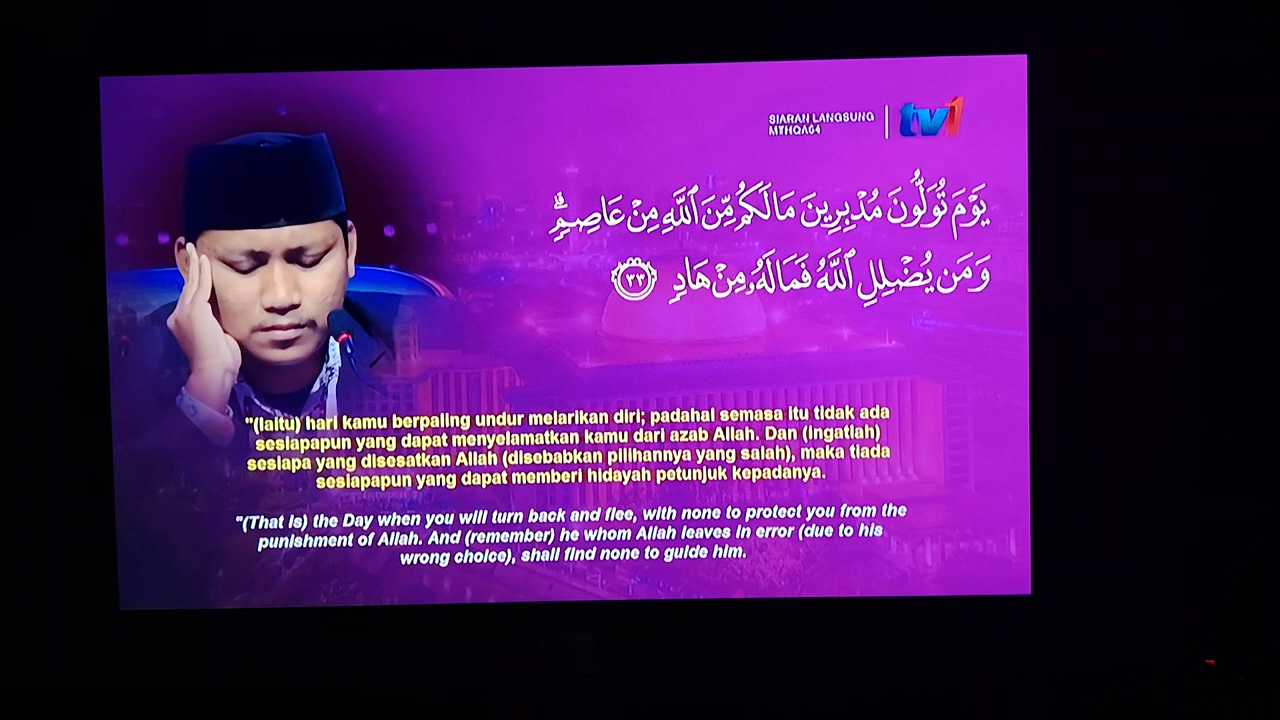 SIARAN LANGSUNG
MTHQA64
tv1
يَوْمَ تُوَلُّونَ مُدْبِرِينَ مَا لَكُم مِّنَ ٱللَّهِ مِنْ عَاصِمٍ ۗ
وَمَن يُضْلِلِ ٱللَّهُ فَمَا لَهُۥ مِنْ هَادٍ ٣٣
"(Iaitu) hari kamu berpaling undur melarikan diri; padahal semasa itu tidak ada
sesiapapun yang dapat menyelamatkan kamu dari azab Allah. Dan (ingatlah)
sesiapa yang disesatkan Allah (disebabkan pilihannya yang salah), maka tiada
sesiapapun yang dapat memberi hidayah petunjuk kepadanya.
"(That is) the Day when you will turn back and flee, with none to protect you from the
punishment of Allah. And (remember) he whom Allah leaves in error (due to his
wrong choice), shall find none to guide him.